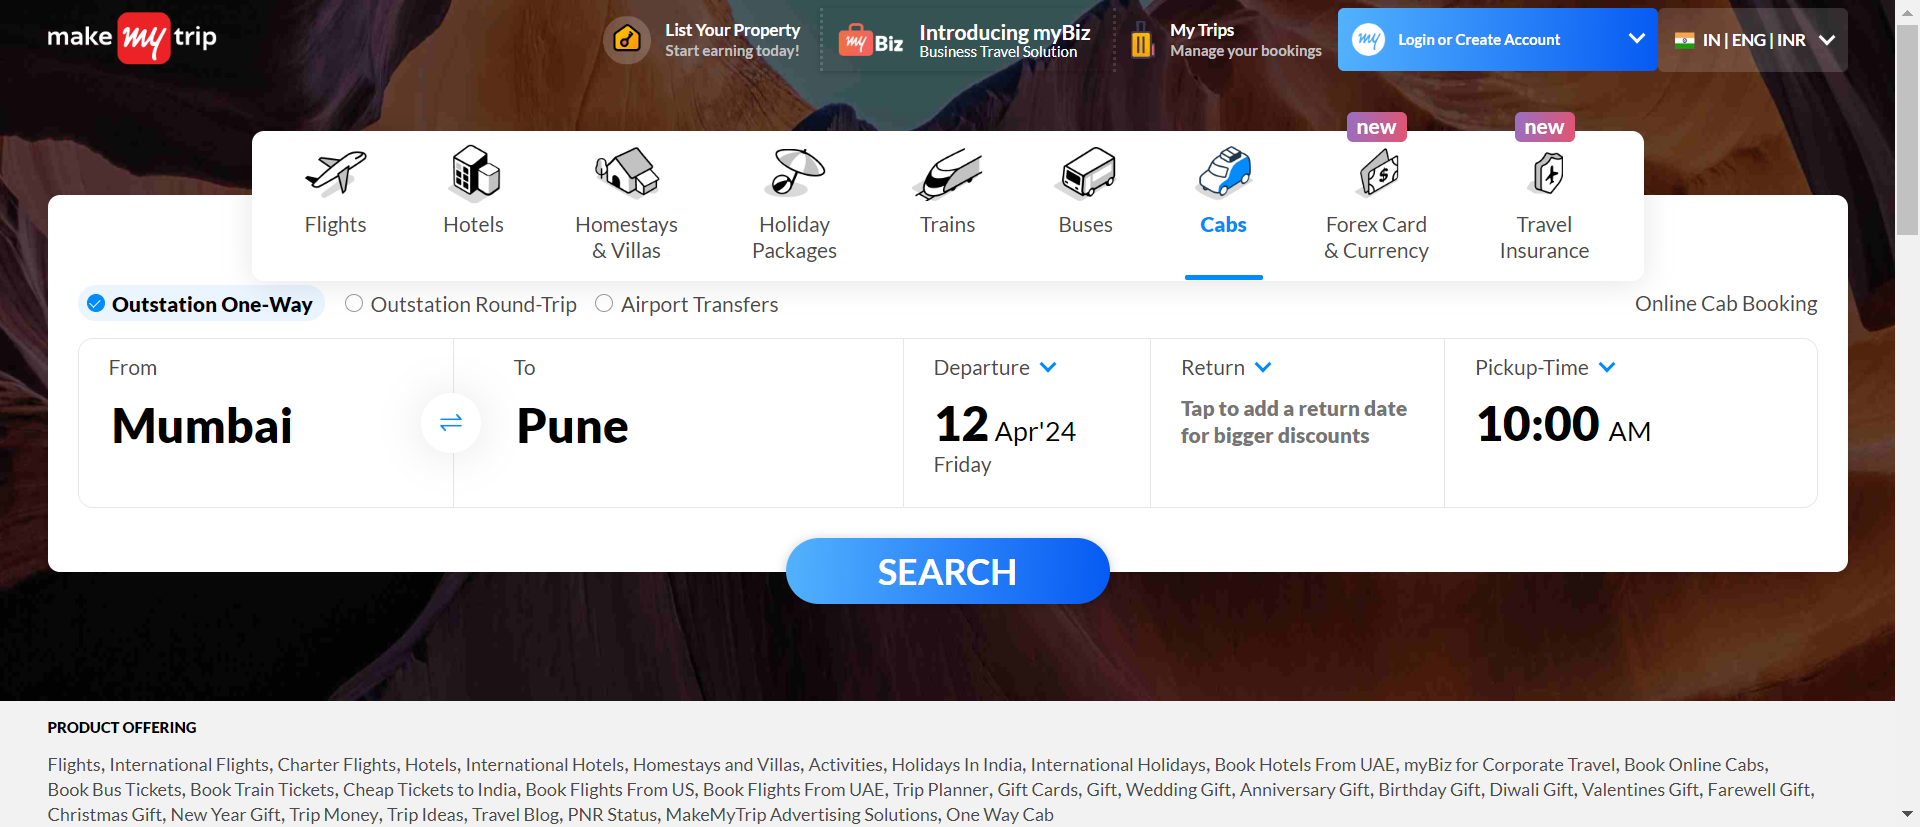 make my trip
List Your Property
Start earning today!
my Biz
Introducing myBiz
Business Travel Solution
My Trips
Manage your bookings
my Login or Create Account
IN | ENG | INR
new
new
Flights
Hotels
Homestays
& Villas
Holiday
Packages
Trains
Buses
Cabs
Forex Card
& Currency
Travel
Insurance
Outstation One-Way
Outstation Round-Trip
Airport Transfers
Online Cab Booking
From
Mumbai
To
Pune
Departure
12 Apr'24
Friday
Return
Tap to add a return date
for bigger discounts
Pickup-Time
10:00 AM
SEARCH
PRODUCT OFFERING
Flights, International Flights, Charter Flights, Hotels, International Hotels, Homestays and Villas, Activities, Holidays In India, International Holidays, Book Hotels From UAE, myBiz for Corporate Travel, Book Online Cabs,
Book Bus Tickets, Book Train Tickets, Cheap Tickets to India, Book Flights From US, Book Flights From UAE, Trip Planner, Gift Cards, Gift, Wedding Gift, Anniversary Gift, Birthday Gift, Diwali Gift, Valentines Gift, Farewell Gift,
Christmas Gift, New Year Gift, Trip Money, Trip Ideas, Travel Blog, PNR Status, MakeMyTrip Advertising Solutions, One Way Cab